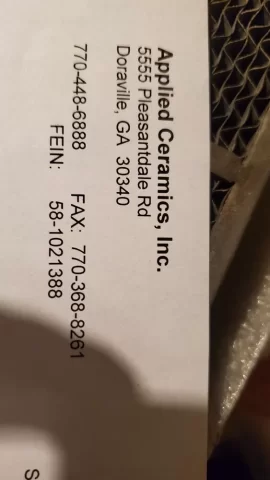 Applied Ceramics, Inc.
5555 Pleasantdale Rd
Doraville, GA 30340
770-448-6888 FAX: 770-368-8261
FEIN: 58-1021388
S